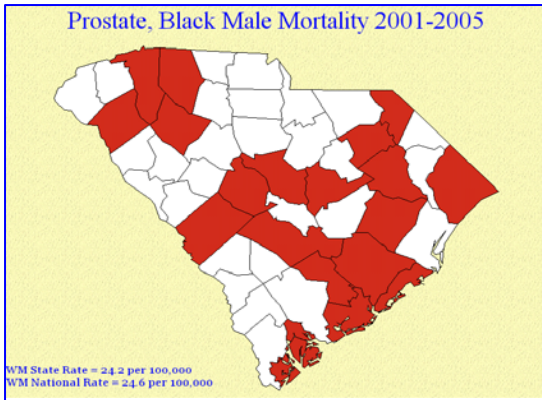 Prostate, Black Male Mortality 2001-2005
WM State Rate = 24.2 per 100,000
WM National Rate = 24.6 per 100,000